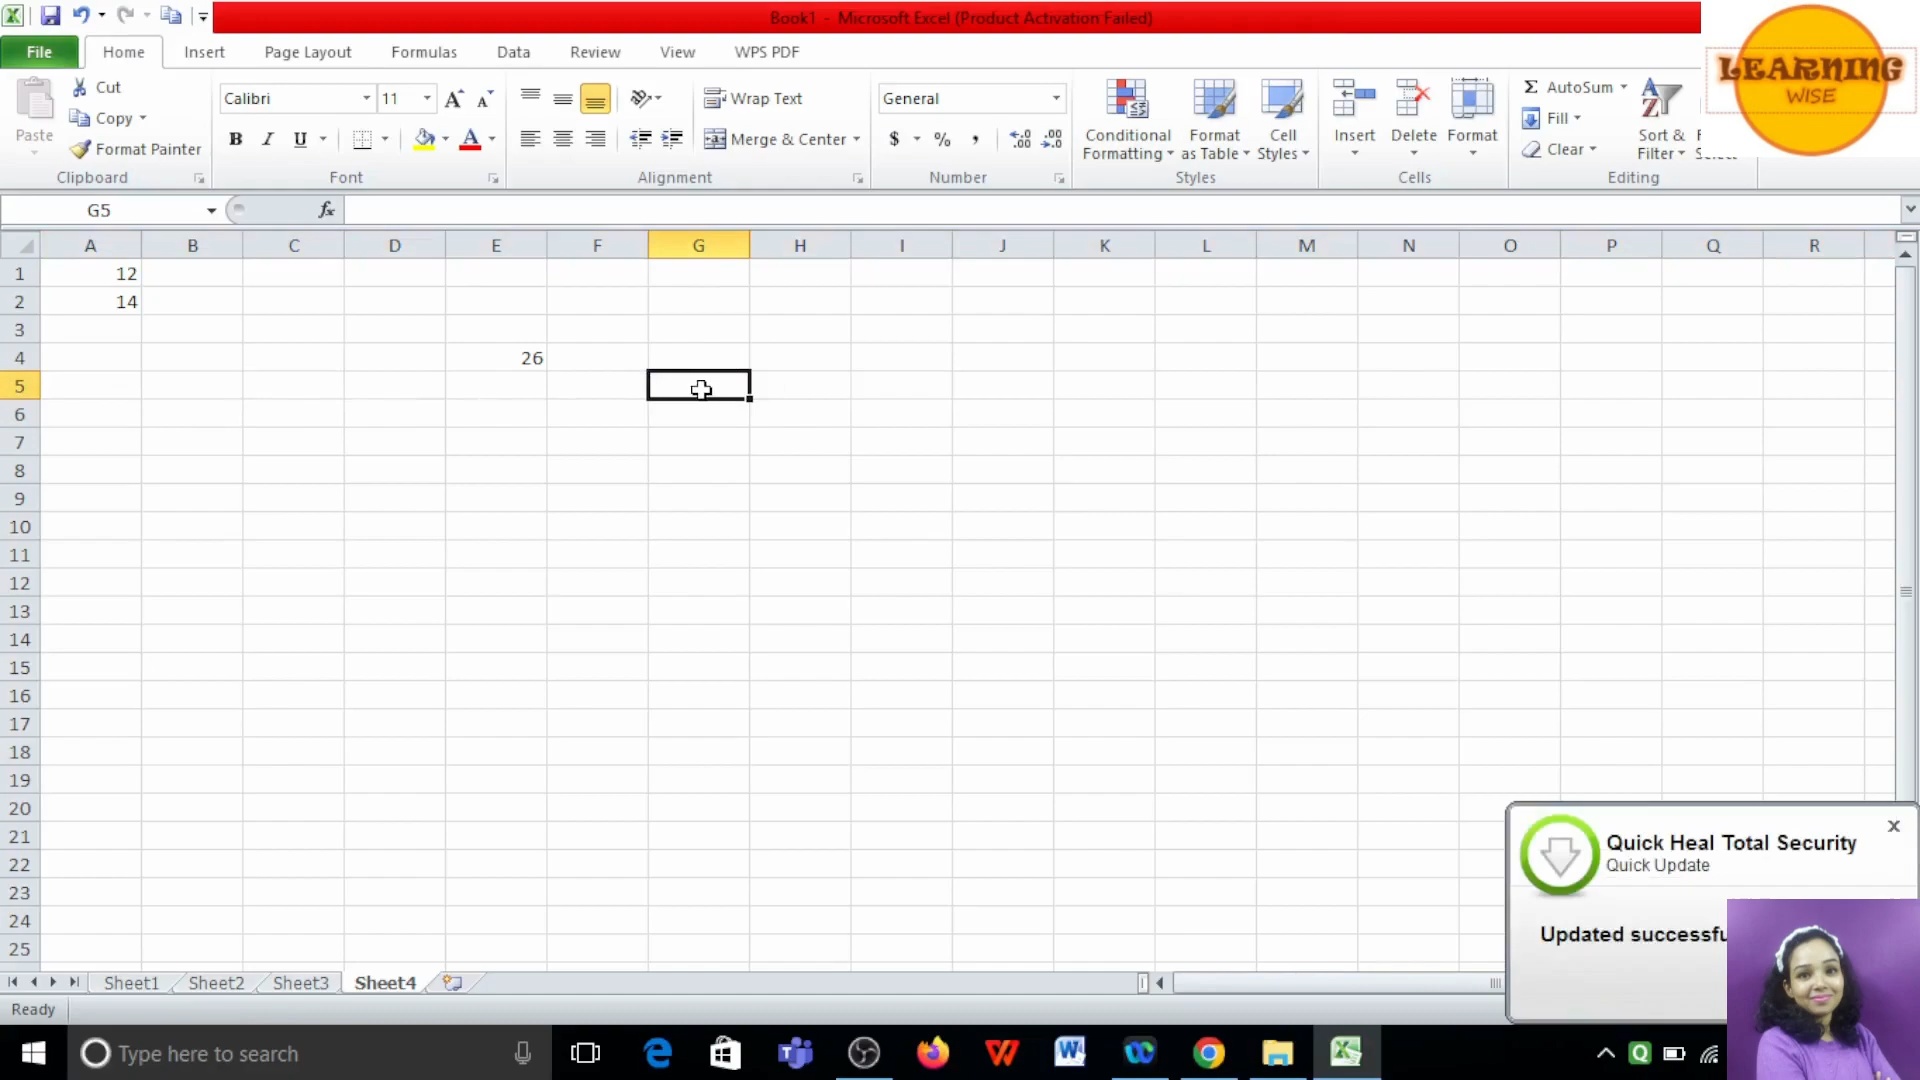 Book1 - Microsoft Excel (Product Activation Failed)
LEARNING
WISE
File Home Insert Page Layout Formulas Data Review View WPS PDF
Paste
Cut
Copy
Format Painter
Clipboard
Calibri 11
B I U
Font
Wrap Text
Merge & Center
Alignment
General
$ % ,
Number
Conditional
Formatting
Format
as Table
Cell
Styles
Styles
Insert Delete Format
Cells
Σ AutoSum
Fill
Clear
Sort &
Filter
Editing
G5 fx
A B C D E F G H I J K L M N O P Q R
1 12
2 14
3
4 26
5
6
7
8
9
10
11
12
13
14
15
16
17
18
19
20
21
22
23
24
25
Quick Heal Total Security
Quick Update
Updated
Sheet1 Sheet2 Sheet3 Sheet4
Ready
Type here to search